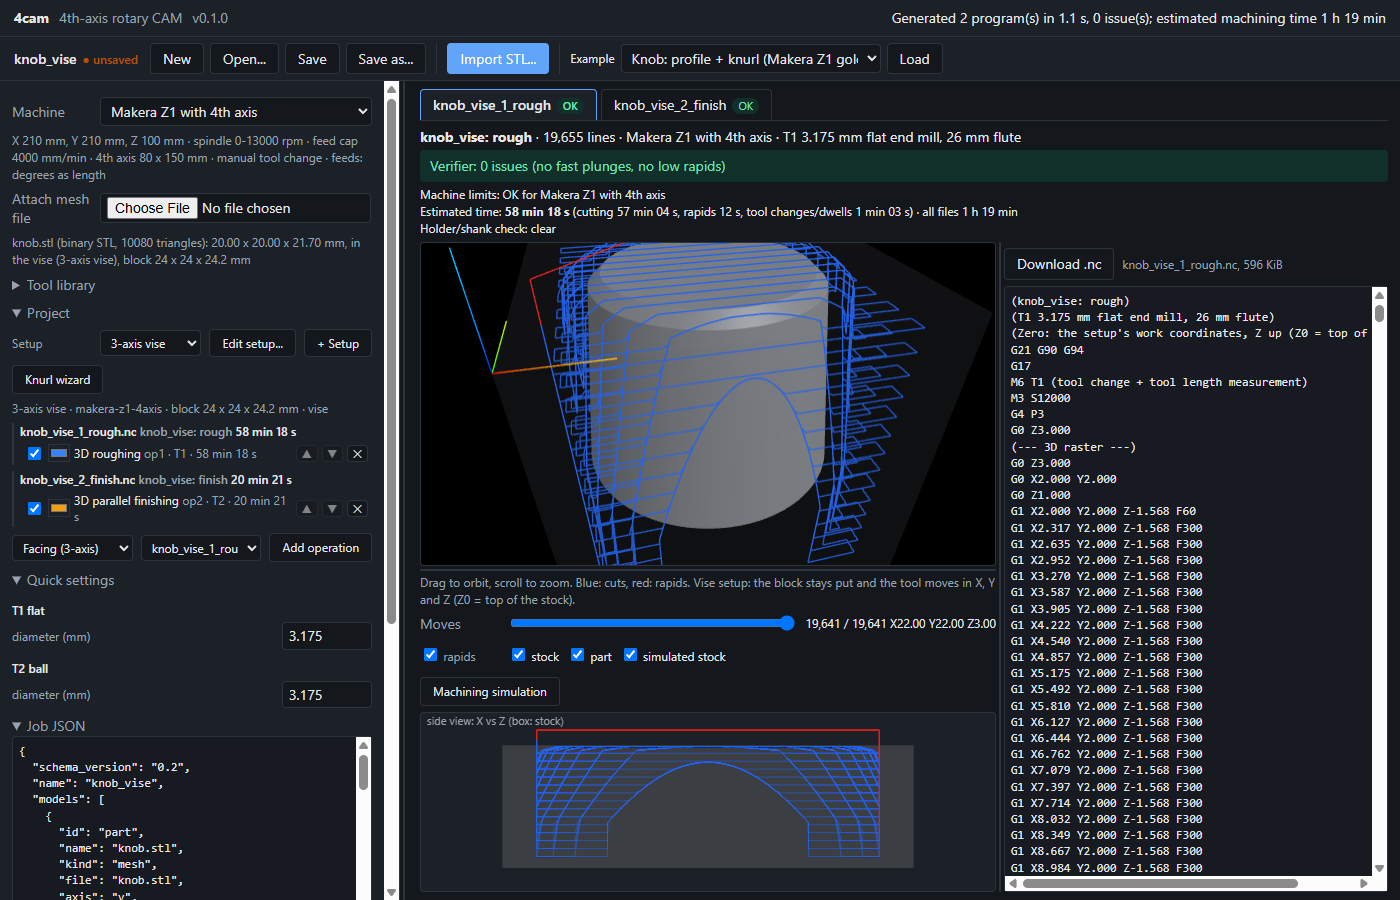 4cam 4th-axis rotary CAM v0.1.0
Generated 2 program(s) in 1.1 s, 0 issue(s); estimated machining time 1 h 19 min
knob_vise ● unsaved New Open... Save Save as... Import STL... Example Knob: profile + knurl (Makera Z1 gol Load
Machine Makera Z1 with 4th axis
X 210 mm, Y 210 mm, Z 100 mm · spindle 0-13000 rpm · feed cap
4000 mm/min · 4th axis 80 x 150 mm · manual tool change · feeds:
degrees as length
Attach mesh
file
Choose File No file chosen
knob.stl (binary STL, 10080 triangles): 20.00 x 20.00 x 21.70 mm, in
the vise (3-axis vise), block 24 x 24 x 24.2 mm
Tool library
Project
Setup 3-axis vise Edit setup... + Setup
Knurl wizard
3-axis vise · makera-z1-4axis · block 24 x 24 x 24.2 mm · vise
knob_vise_1_rough.nc knob_vise: rough 58 min 18 s
3D roughing op1 · T1 · 58 min 18 s
knob_vise_2_finish.nc knob_vise: finish 20 min 21 s
3D parallel finishing op2 · T2 · 20 min 21
s
Facing (3-axis) knob_vise_1_rou Add operation
Quick settings
T1 flat
diameter (mm) 3.175
T2 ball
diameter (mm) 3.175
Job JSON
{
"schema_version": "0.2",
"name": "knob_vise",
"models": [
{
"id": "part",
"name": "knob.stl",
"kind": "mesh",
"file": "knob.stl",
"axis": "y",
knob_vise_1_rough OK knob_vise_2_finish OK
knob_vise: rough · 19,655 lines · Makera Z1 with 4th axis · T1 3.175 mm flat end mill, 26 mm flute
Verifier: 0 issues (no fast plunges, no low rapids)
Machine limits: OK for Makera Z1 with 4th axis
Estimated time: 58 min 18 s (cutting 57 min 04 s, rapids 12 s, tool changes/dwells 1 min 03 s) · all files 1 h 19 min
Holder/shank check: clear
Drag to orbit, scroll to zoom. Blue: cuts, red: rapids. Vise setup: the block stays put and the tool moves in X, Y
and Z (Z0 = top of the stock).
Moves 19,641 / 19,641 X22.00 Y22.00 Z3.00
rapids stock part simulated stock
Machining simulation
side view: X vs Z (box: stock)
Download .nc knob_vise_1_rough.nc, 596 KiB
(knob_vise: rough)
(T1 3.175 mm flat end mill, 26 mm flute)
(Zero: the setup's work coordinates, Z up (Z0 = top of
G21 G90 G94
G17
M6 T1 (tool change + tool length measurement)
M3 S12000
G4 P3
G0 Z3.000
(--- 3D raster ---)
G0 Z3.000
G0 X2.000 Y2.000
G0 Z1.000
G1 X2.000 Y2.000 Z-1.568 F60
G1 X2.317 Y2.000 Z-1.568 F300
G1 X2.635 Y2.000 Z-1.568 F300
G1 X2.952 Y2.000 Z-1.568 F300
G1 X3.270 Y2.000 Z-1.568 F300
G1 X3.587 Y2.000 Z-1.568 F300
G1 X3.905 Y2.000 Z-1.568 F300
G1 X4.222 Y2.000 Z-1.568 F300
G1 X4.540 Y2.000 Z-1.568 F300
G1 X4.857 Y2.000 Z-1.568 F300
G1 X5.175 Y2.000 Z-1.568 F300
G1 X5.492 Y2.000 Z-1.568 F300
G1 X5.810 Y2.000 Z-1.568 F300
G1 X6.127 Y2.000 Z-1.568 F300
G1 X6.444 Y2.000 Z-1.568 F300
G1 X6.762 Y2.000 Z-1.568 F300
G1 X7.079 Y2.000 Z-1.568 F300
G1 X7.397 Y2.000 Z-1.568 F300
G1 X7.714 Y2.000 Z-1.568 F300
G1 X8.032 Y2.000 Z-1.568 F300
G1 X8.349 Y2.000 Z-1.568 F300
G1 X8.667 Y2.000 Z-1.568 F300
G1 X8.984 Y2.000 Z-1.568 F300